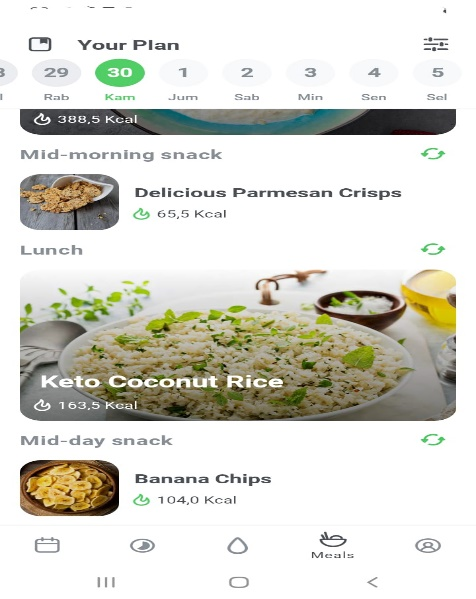 Your Plan
29 30 1 2 3 4 5
Rab Kam Jum Sab Min Sen Sel
388,5 Kcal
Mid-morning snack
Delicious Parmesan Crisps
65,5 Kcal
Lunch
Keto Coconut Rice
163,5 Kcal
Mid-day snack
Banana Chips
104,0 Kcal
Meals